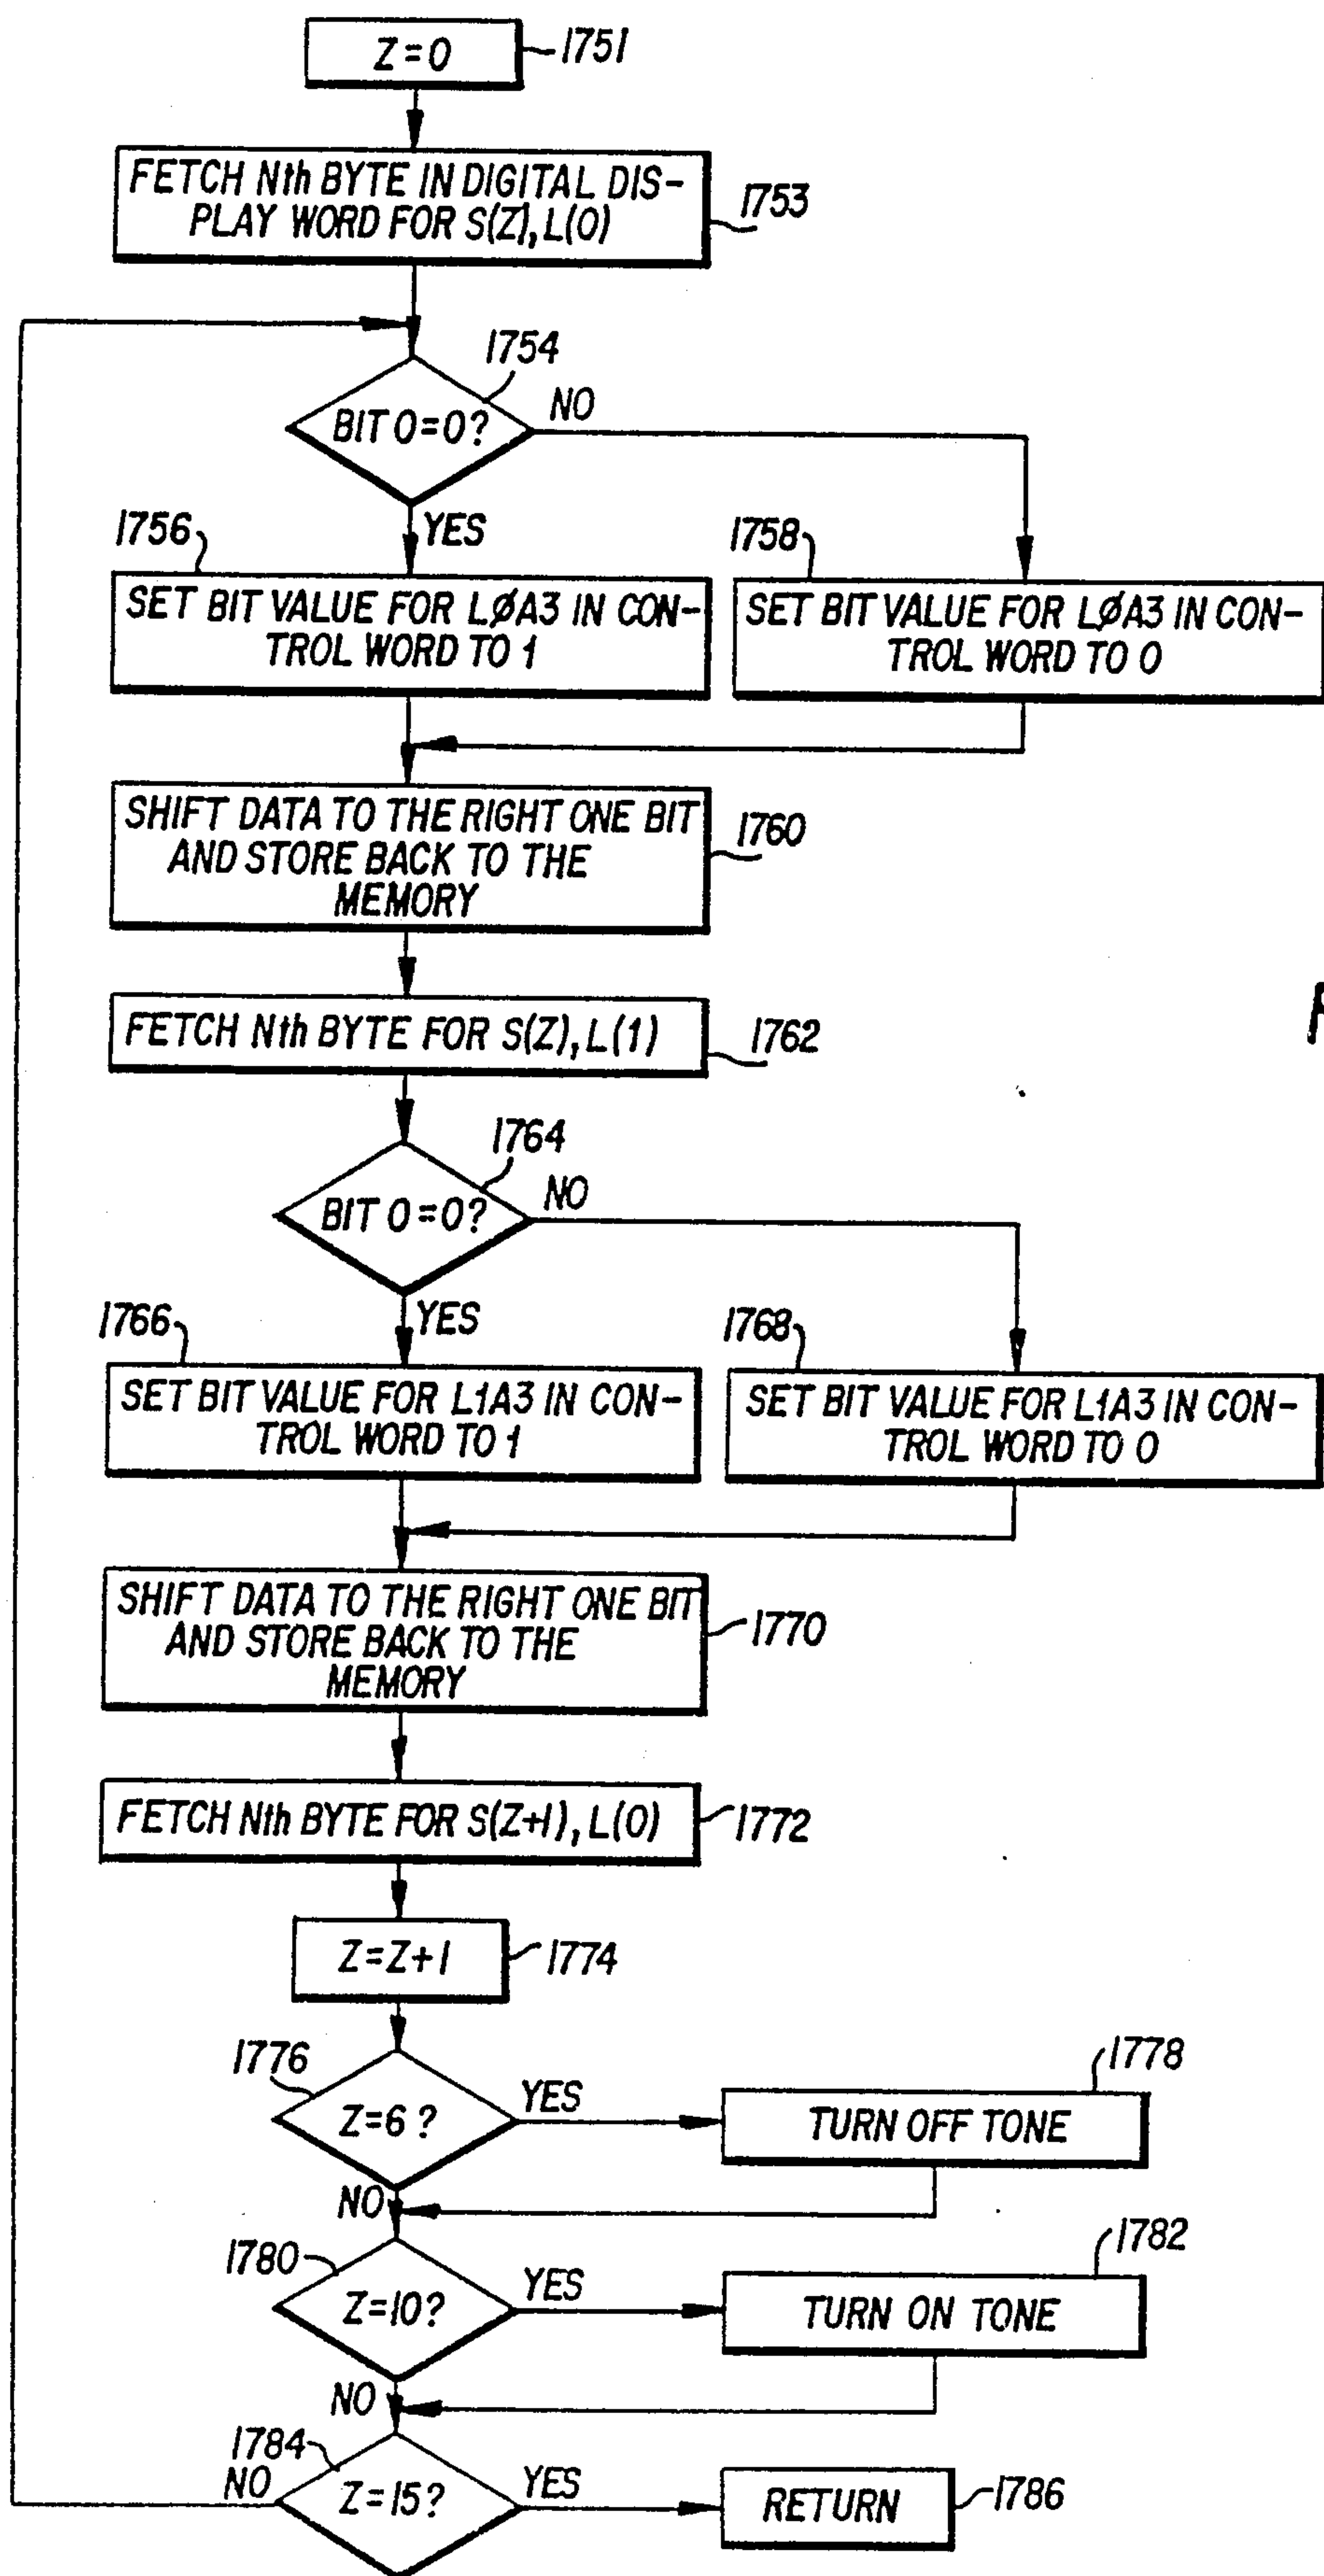 Z=0
1751
FETCH Nth BYTE IN DIGITAL DIS-
PLAY WORD FOR S(Z), L(0)
1753
1754
BIT 0=0?
NO
YES
1756
SET BIT VALUE FOR LØA3 IN CON-
TROL WORD TO 1
1758
SET BIT VALUE FOR LØA3 IN CON-
TROL WORD TO 0
SHIFT DATA TO THE RIGHT ONE BIT
AND STORE BACK TO THE
MEMORY
1760
FETCH Nth BYTE FOR S(Z), L(1)
1762
F
1764
BIT 0=0?
NO
YES
1766
SET BIT VALUE FOR L1A3 IN CON-
TROL WORD TO 1
1768
SET BIT VALUE FOR L1A3 IN CON-
TROL WORD TO 0
SHIFT DATA TO THE RIGHT ONE BIT
AND STORE BACK TO THE
MEMORY
1770
FETCH Nth BYTE FOR S(Z+1), L(0)
1772
Z=Z+1
1774
1776
Z=6?
YES
1778
TURN OFF TONE
NO
1780
Z=10?
YES
1782
TURN ON TONE
NO
1784
NO
Z=15?
YES
RETURN
1786